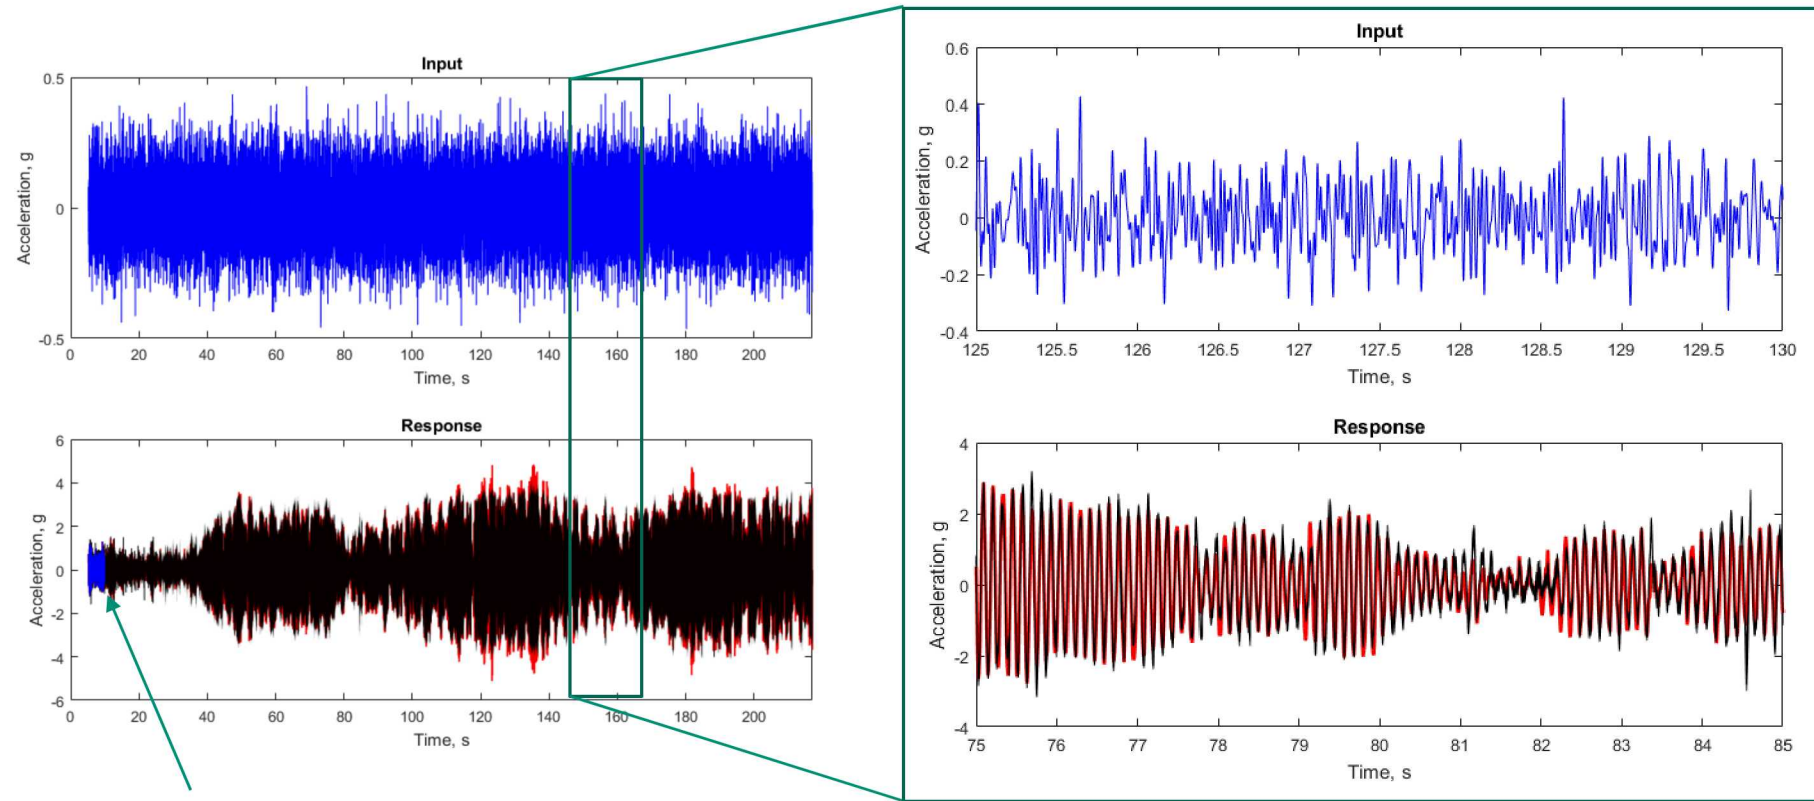 Input
Acceleration, g
0.5
0
-0.5
0 20 40 60 80 100 120 140 160 180 200
Time, s
Response
Acceleration, g
6
4
2
0
-2
-4
-6
0 20 40 60 80 100 120 140 160 180 200
Time, s
Input
Acceleration, g
0.6
0.4
0.2
0
-0.2
-0.4
125 125.5 126 126.5 127 127.5 128 128.5 129 129.5 130
Time, s
Response
Acceleration, g
4
2
0
-2
-4
75 76 77 78 79 80 81 82 83 84 85
Time, s